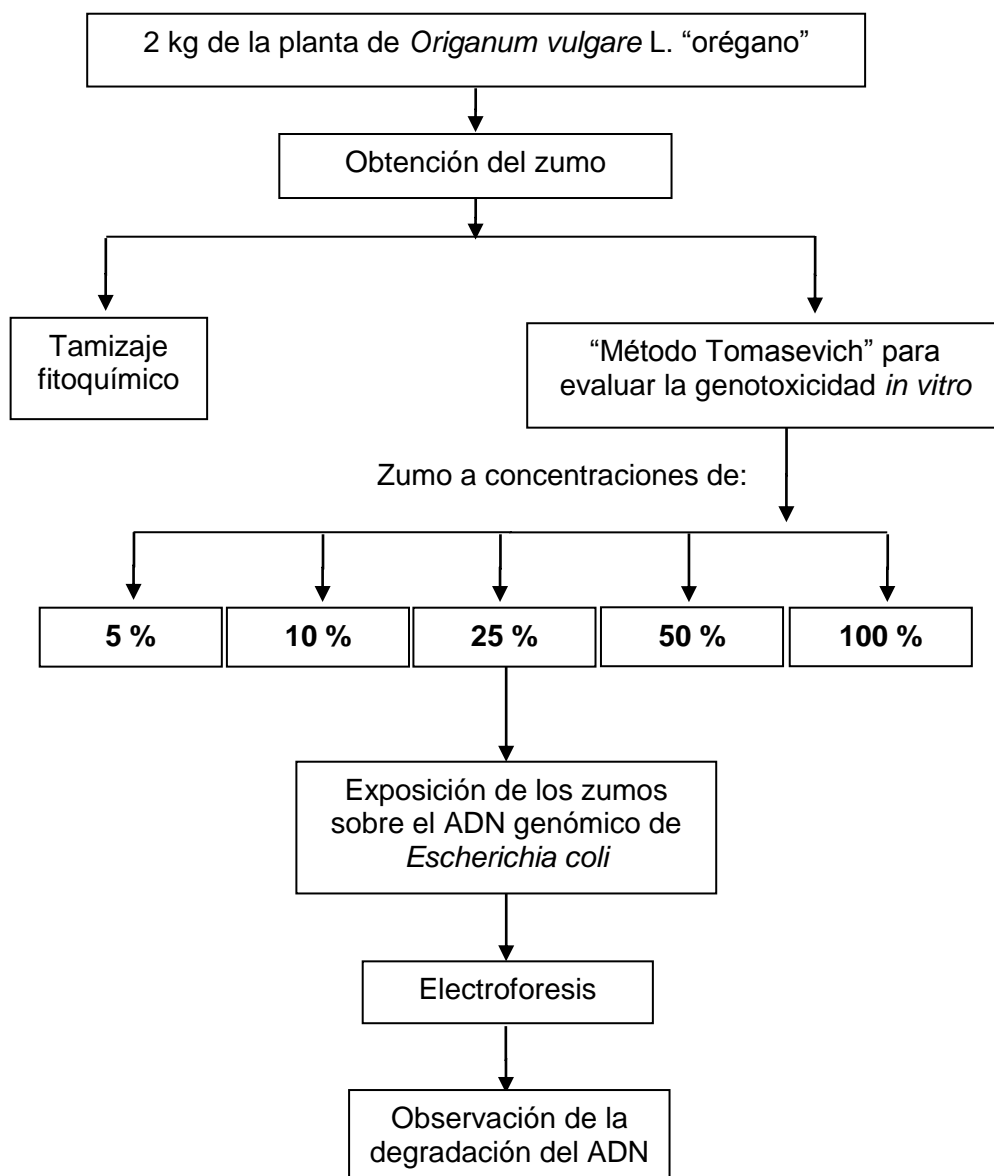 2 kg de la planta de Origanum vulgare L. “orégano”
Obtención del zumo
Tamizaje
fitoquímico
“Método Tomasevich” para
evaluar la genotoxicidad in vitro
Zumo a concentraciones de:
5 %
10 %
25 %
50 %
100 %
Exposición de los zumos
sobre el ADN genómico de
Escherichia coli
Electroforesis
Observación de la
degradación del ADN